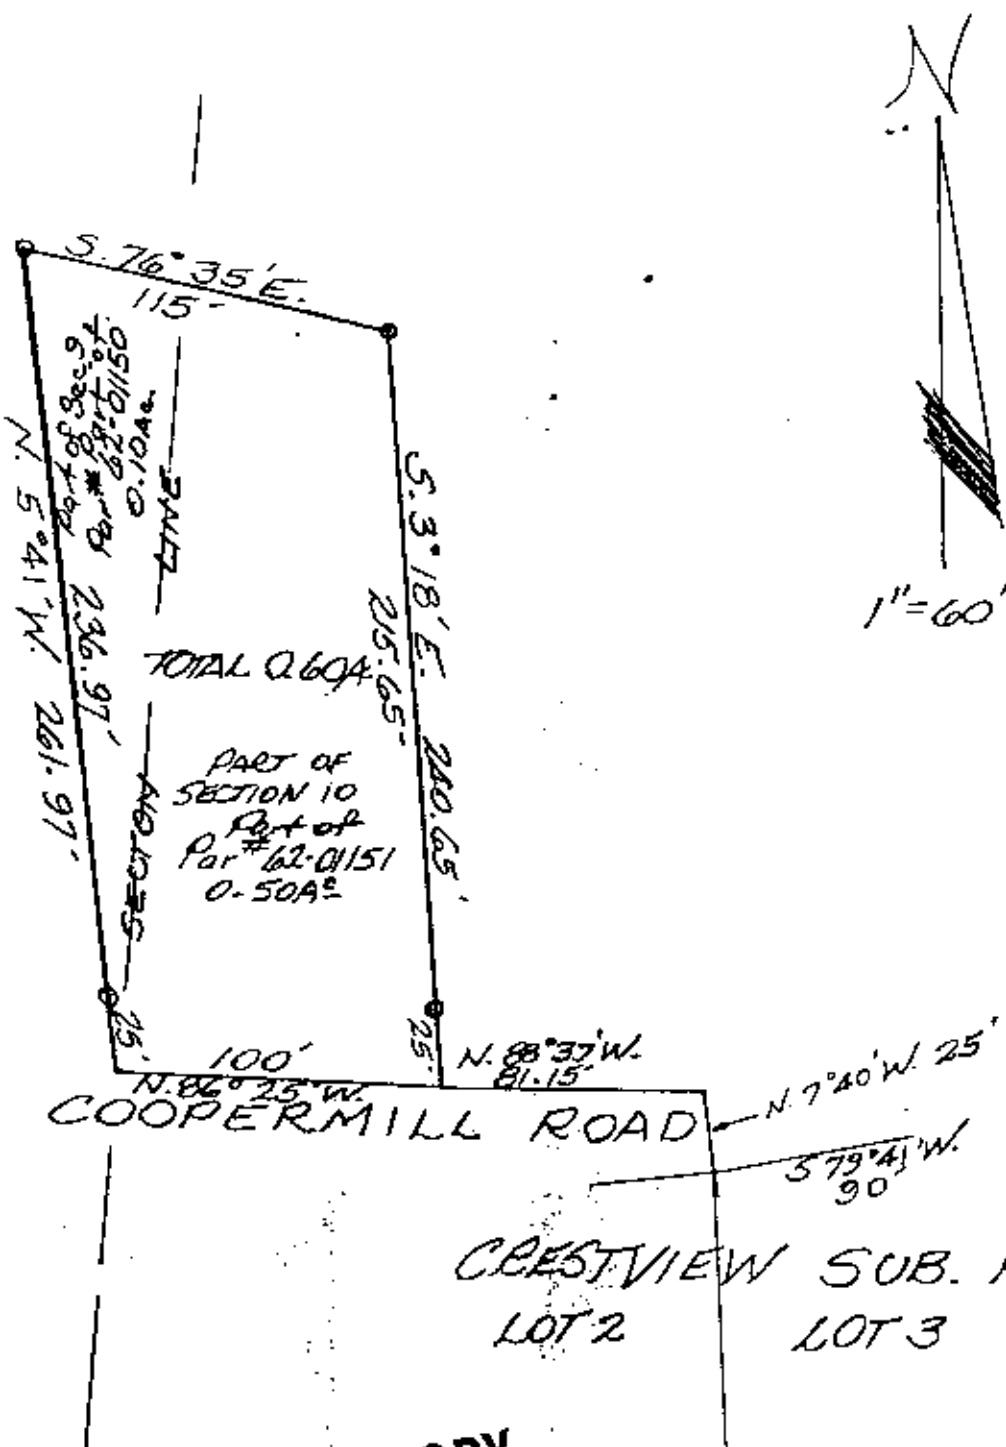 N
1"=60'
S. 76° 35' E.
115'
Part of Sec 9
Par# Part of
62-01150
0.10Ac.
N. 5° 41' W. 261.97'
236.97'
SECTION LINE
S. 3° 18' E. 240.65'
215.65'
TOTAL 0.60A.
PART OF
SECTION 10
Part of
Par# 62-01151
0.50Ac
25'
25'
100'
N. 86° 25' W.
N. 88° 37' W.
81.15'
N. 7° 40' W. 25'
COOPERMILL ROAD
S 79° 41' W.
90'
CRESTVIEW SUB.
LOT 2
LOT 3